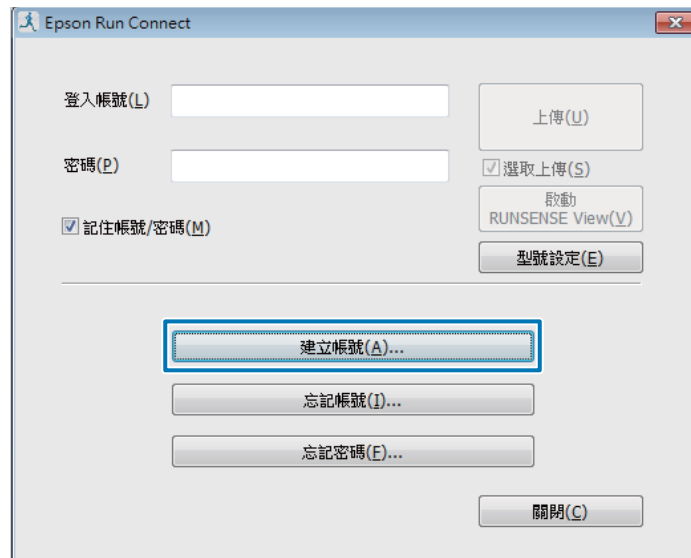 Epson Run Connect
登入帳號(L)
上傳(U)
密碼(P)
選取上傳(S)
啟動
RUNSENSE View(V)
記住帳號/密碼(M)
型號設定(E)
建立帳號(A)...
忘記帳號(I)...
忘記密碼(F)...
關閉(C)